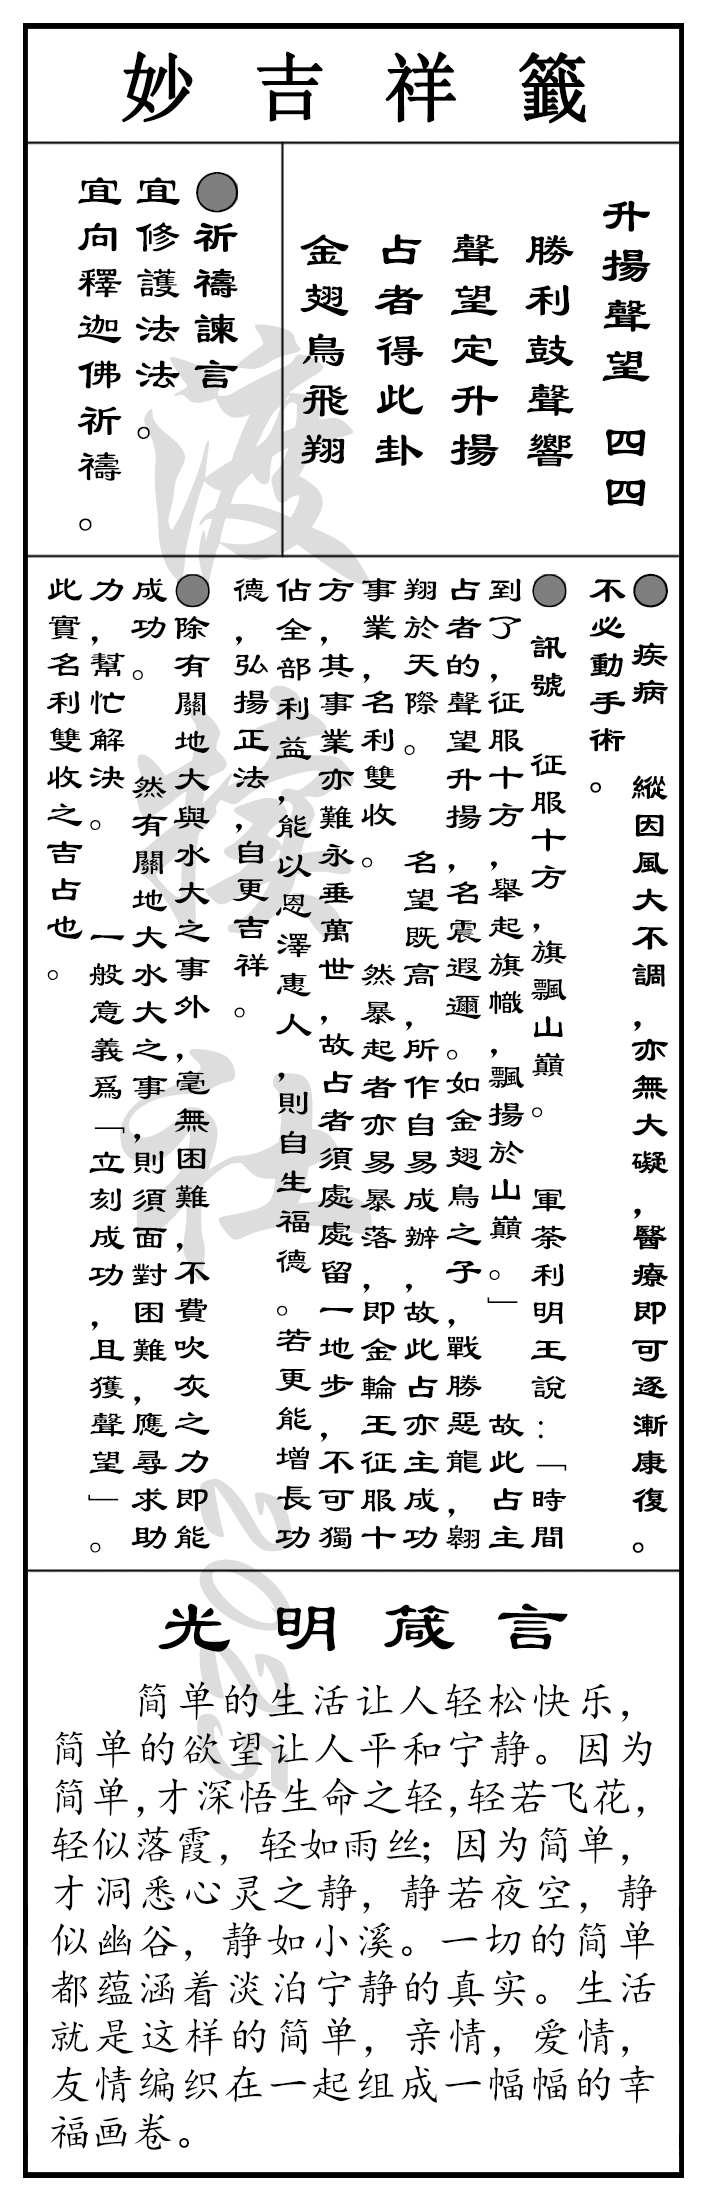 妙吉祥籤
升揚聲望 四四
勝利鼓聲響
聲望定升揚
占者得此卦
金翅鳥飛翔
●祈禱諫言
宜修護法法。
宜向釋迦佛祈禱。
● 疾病 縱因風大不調，亦無大礙，醫療即可逐漸康復。
不必動手術。
● 訊號 征服十方，旗飄山巔。 軍荼利明王說：「時間
到了，征服十方，舉起旗幟，飄揚於山巔。」 故此占主
占者的聲望升揚，名震遐邇。如金翅鳥之子，戰勝惡龍，翱
翔於天際。 名望既高，所作自易成辦，故此占亦主成功
事業，名利雙收。 然暴起者亦易暴落，即金輪王征服十
方，其事業亦難永垂萬世，故占者須處處留一地步，不可獨
佔全部利益，能以恩澤惠人，則自生福德。若更能增長功
德，弘揚正法，自更吉祥。
●除有關地大與水大之事外，毫無困難，不費吹灰之力即能
成功。 然有關地大水大之事，則須面對困難，應尋求助
力，幫忙解決。 一般意義爲「立刻成功，且獲聲望」。
此實名利雙收之吉占也。
光明箴言
简单的生活让人轻松快乐，
简单的欲望让人平和宁静。因为
简单，才深悟生命之轻，轻若飞花，
轻似落霞，轻如雨丝；因为简单，
才洞悉心灵之静，静若夜空，静
似幽谷，静如小溪。一切的简单
都蕴涵着淡泊宁静的真实。生活
就是这样的简单，亲情，爱情，
友情编织在一起组成一幅幅的幸
福画卷。
2025